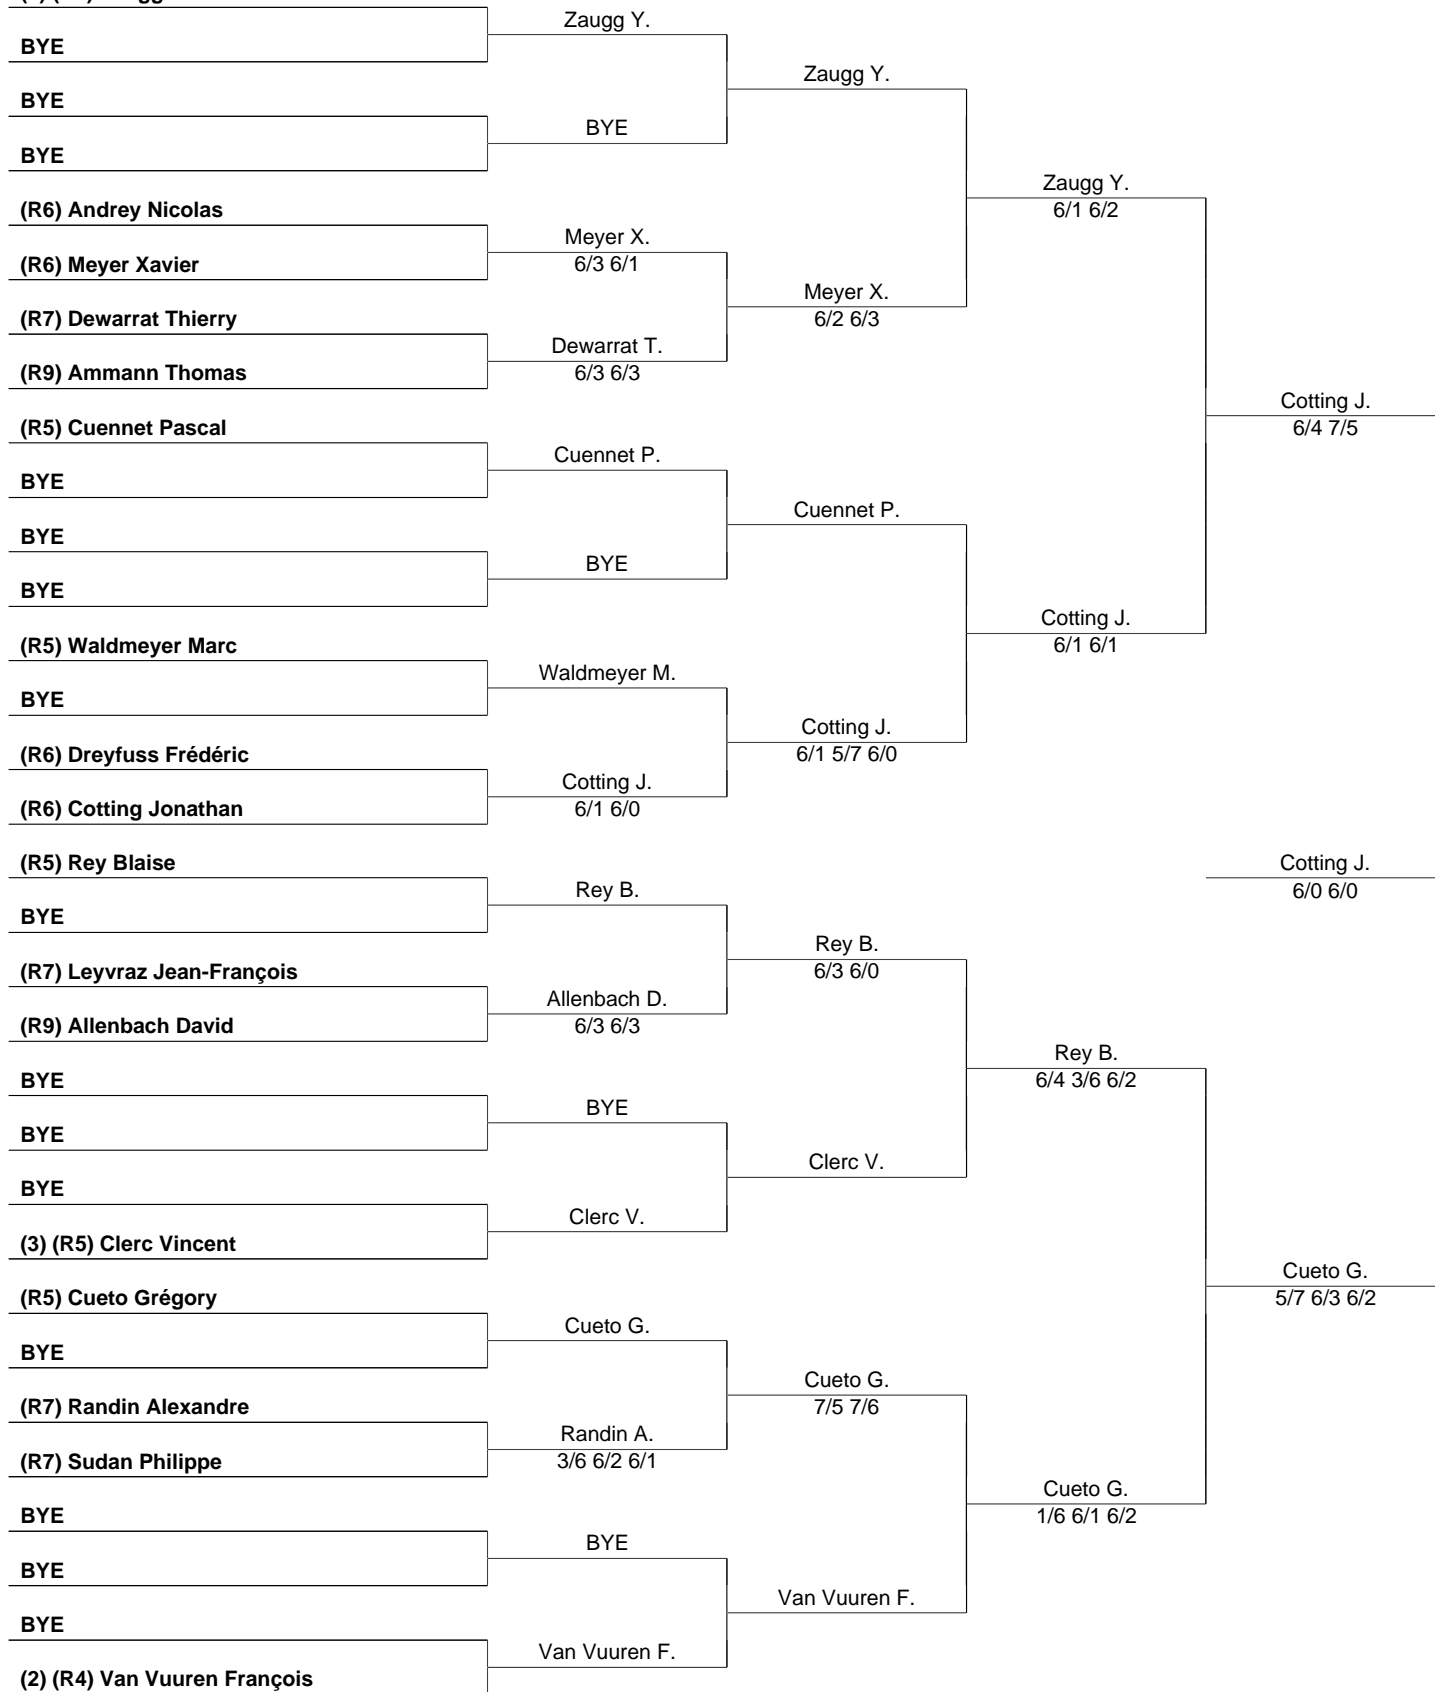 BYE
BYE
BYE
(R6) Andrey Nicolas
(R6) Meyer Xavier
(R7) Dewarrat Thierry
(R9) Ammann Thomas
(R5) Cuennet Pascal
BYE
BYE
BYE
(R5) Waldmeyer Marc
BYE
(R6) Dreyfuss Frédéric
(R6) Cotting Jonathan
(R5) Rey Blaise
BYE
(R7) Leyvraz Jean-François
(R9) Allenbach David
BYE
BYE
BYE
(3) (R5) Clerc Vincent
(R5) Cueto Grégory
BYE
(R7) Randin Alexandre
(R7) Sudan Philippe
BYE
BYE
BYE
(2) (R4) Van Vuuren François
Zaugg Y.
BYE
Meyer X.
6/3 6/1
Dewarrat T.
6/3 6/3
Cuennet P.
BYE
Waldmeyer M.
Cotting J.
6/1 6/0
Rey B.
Allenbach D.
6/3 6/3
BYE
Clerc V.
Cueto G.
Randin A.
3/6 6/2 6/1
BYE
Van Vuuren F.
Zaugg Y.
Meyer X.
6/2 6/3
Cuennet P.
Cotting J.
6/1 5/7 6/0
Rey B.
6/3 6/0
Clerc V.
Cueto G.
7/5 7/6
Van Vuuren F.
Zaugg Y.
6/1 6/2
Cotting J.
6/1 6/1
Rey B.
6/4 3/6 6/2
Cueto G.
1/6 6/1 6/2
Cotting J.
6/4 7/5
Cotting J.
6/0 6/0
Cueto G.
5/7 6/3 6/2